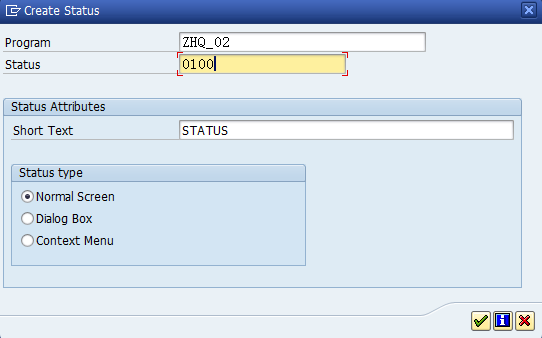 Create Status
Program ZHQ_02
Status 0100
Status Attributes
Short Text STATUS
Status type
Normal Screen
Dialog Box
Context Menu